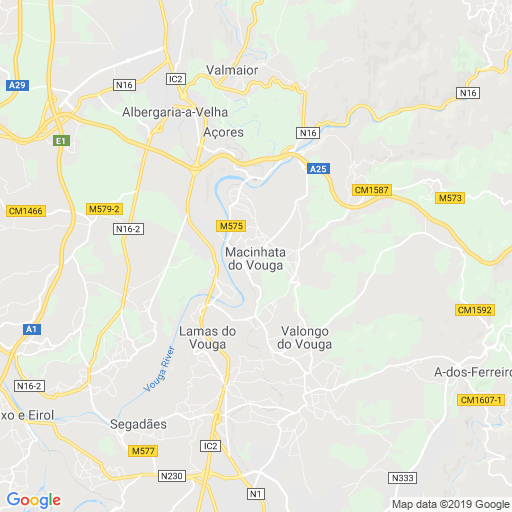 Valmaior
IC2
A29
N16
N16
Albergaria-a-Velha
Açores
N16
E1
A25
CM1587
M573
CM1466
M579-2
N16-2
M575
Macinhata
do Vouga
CM1592
A1
Lamas do
Vouga
Valongo
do Vouga
Vouga River
N16-2
A-dos-Ferreiro
CM1607-1
xo e Eirol
Segadães
IC2
M577
N230
N333
N1
Google
Map data ©2019 Google